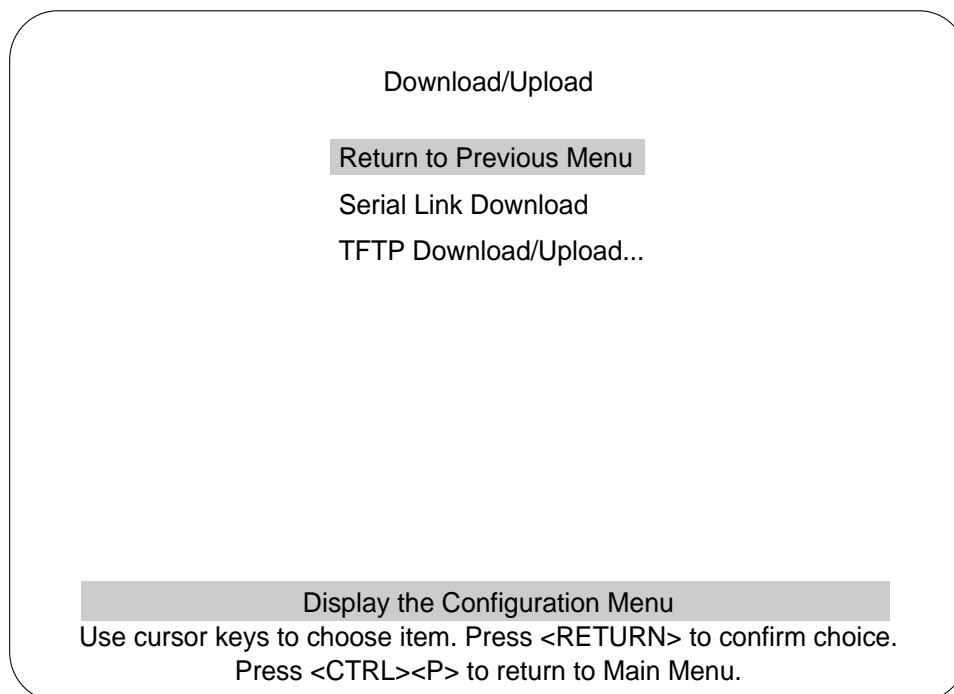 Download/Upload
Return to Previous Menu
Serial Link Download
TFTP Download/Upload...
Display the Configuration Menu
Use cursor keys to choose item. Press <RETURN> to confirm choice.
Press <CTRL><P> to return to Main Menu.